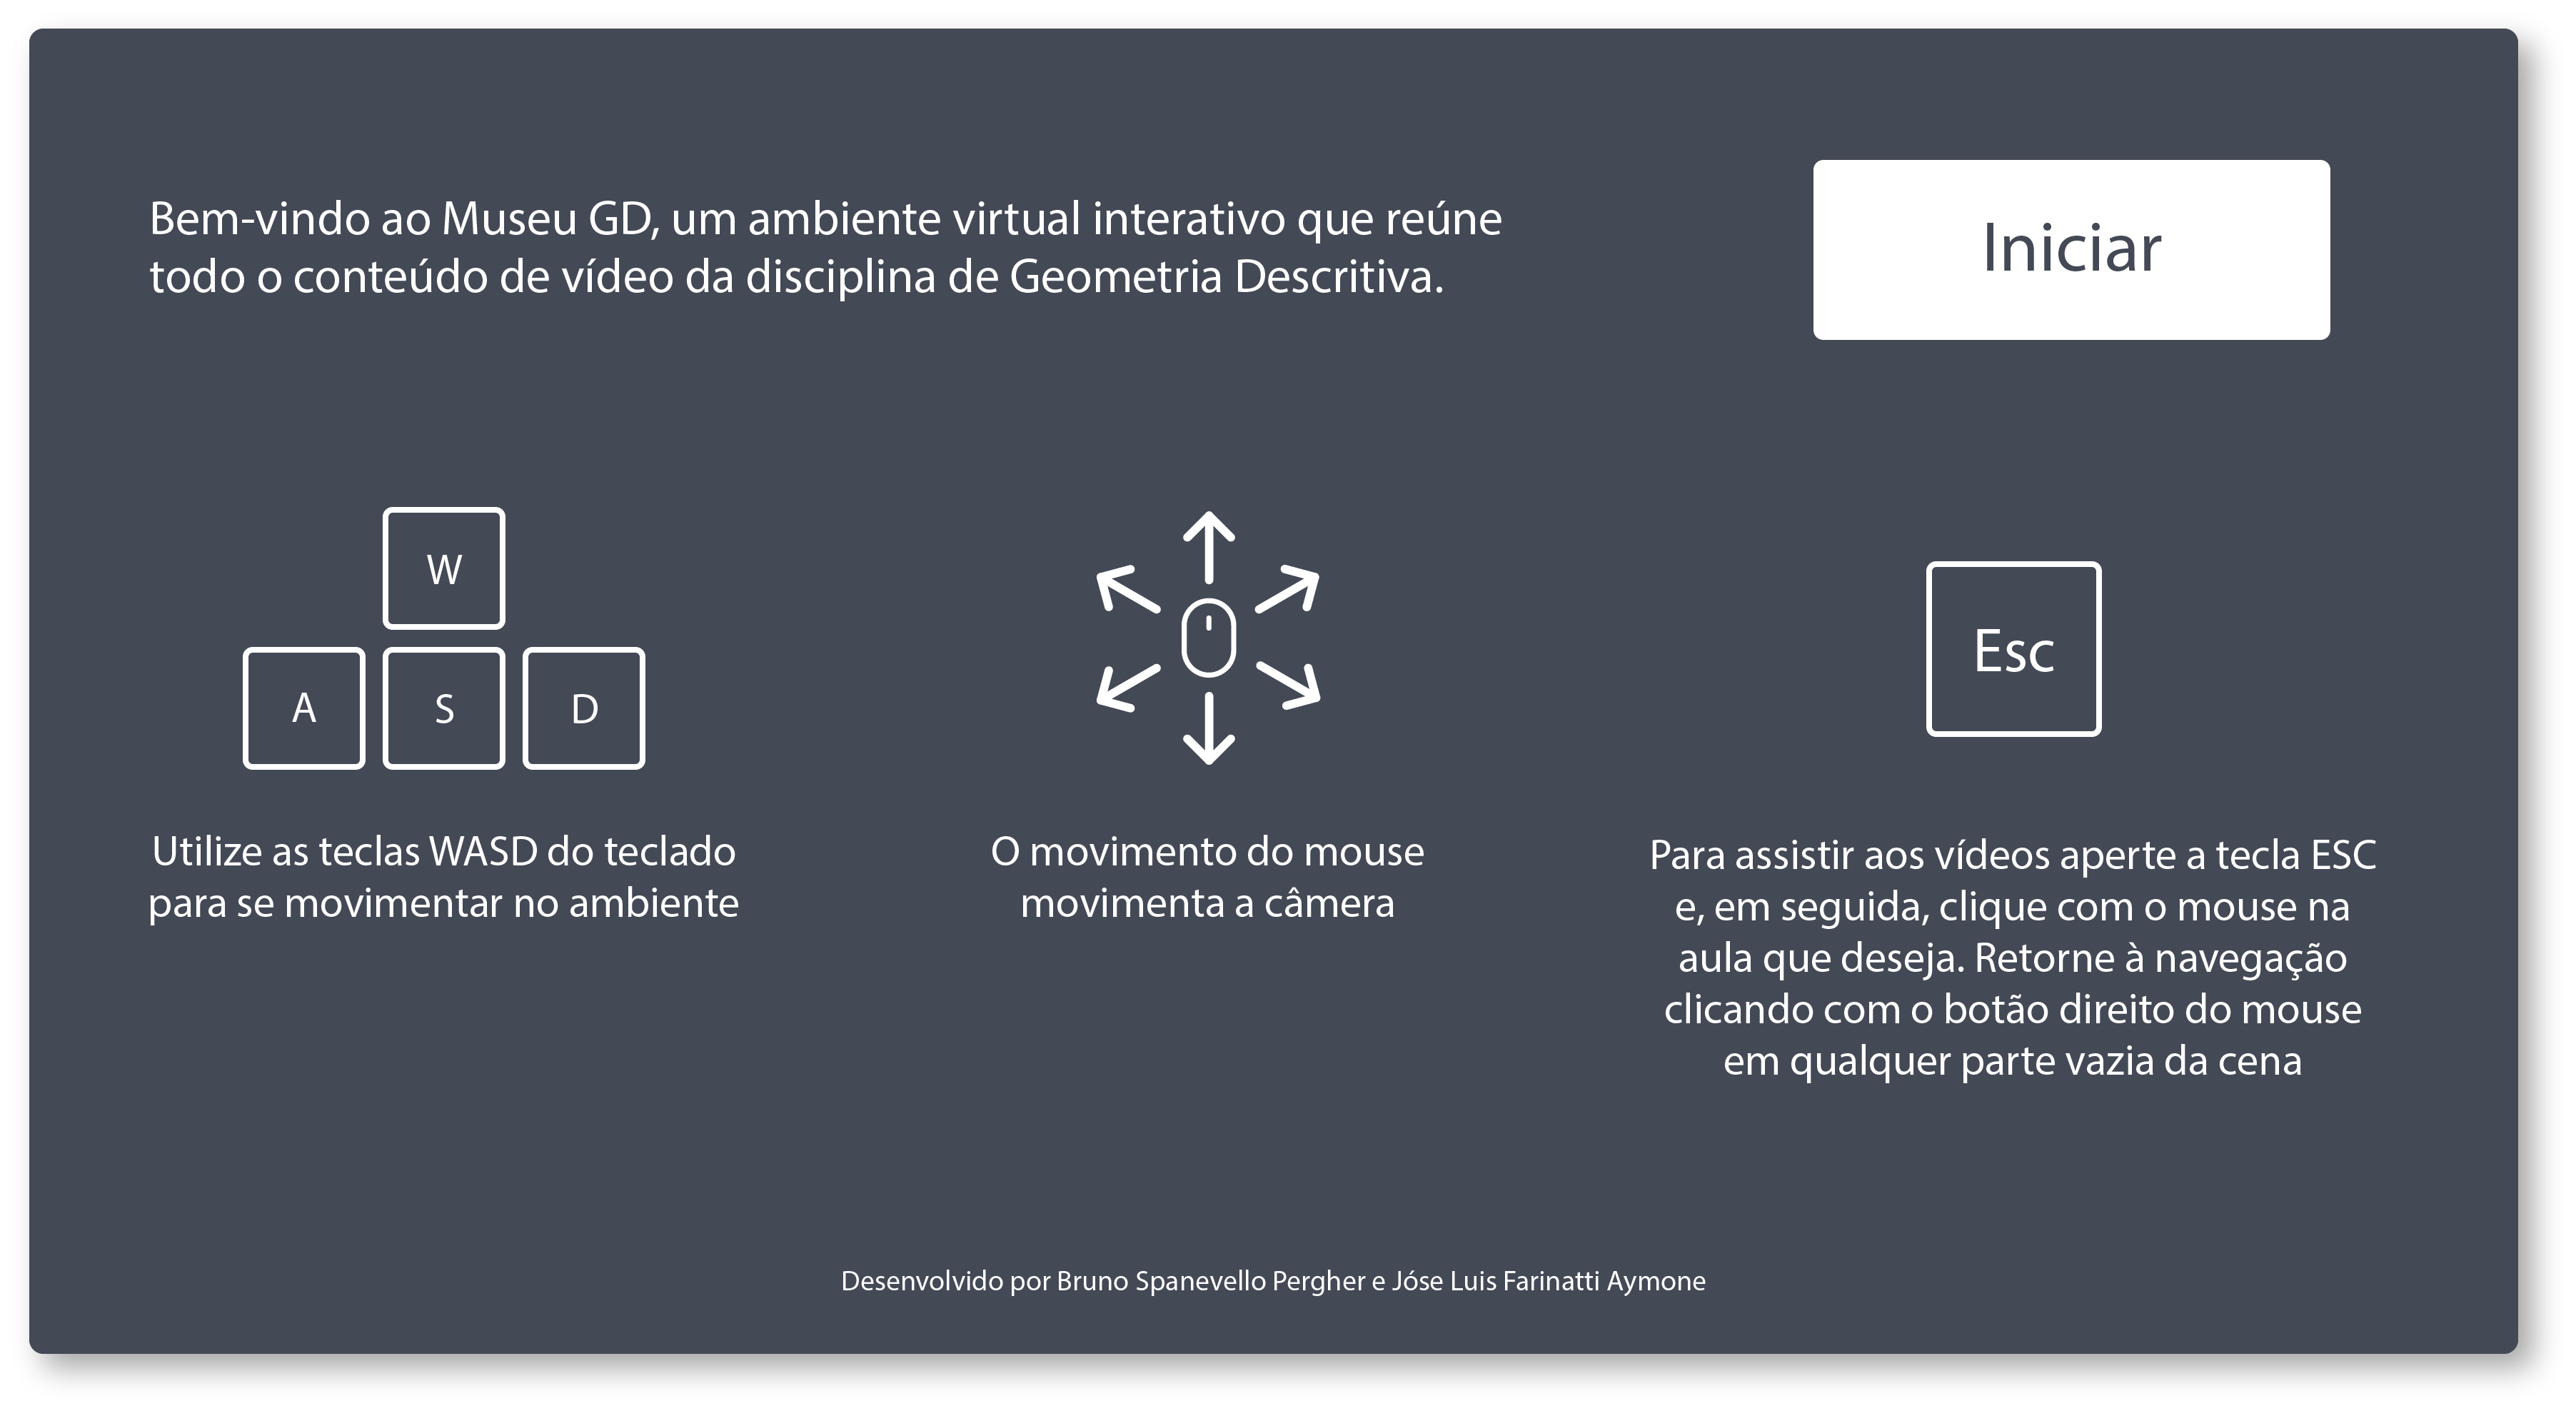 Bem-vindo ao Museu GD, um ambiente virtual interativo que reúne
todo o conteúdo de vídeo da disciplina de Geometria Descritiva.
Iniciar
W
A S D
Utilize as teclas WASD do teclado
para se movimentar no ambiente
O movimento do mouse
movimenta a câmera
Esc
Para assistir aos vídeos aperte a tecla ESC
e, em seguida, clique com o mouse na
aula que deseja. Retorne à navegação
clicando com o botão direito do mouse
em qualquer parte vazia da cena
Desenvolvido por Bruno Spanevello Pergher e Jóse Luis Farinatti Aymone